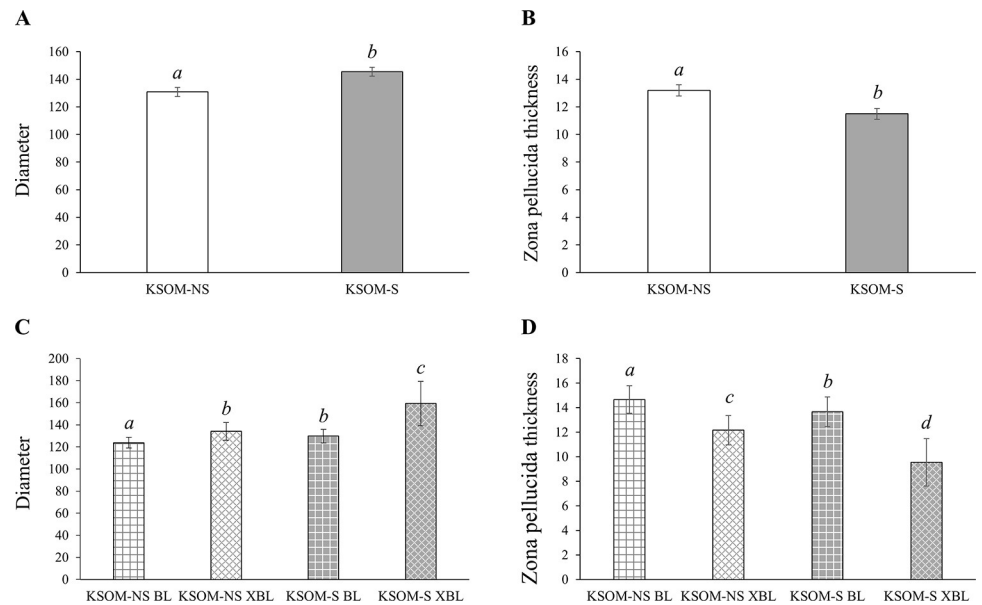 A
Diameter
160
140
120
100
80
60
40
20
0
a
b
KSOM-NS
KSOM-S
B
Zona pellucida thickness
16
14
12
10
8
6
4
2
0
a
b
KSOM-NS
KSOM-S
C
Diameter
200
180
160
140
120
100
80
60
40
20
0
a
b
b
c
KSOM-NS BL
KSOM-NS XBL
KSOM-S BL
KSOM-S XBL
D
Zona pellucida thickness
18
16
14
12
10
8
6
4
2
0
a
c
b
d
KSOM-NS BL
KSOM-NS XBL
KSOM-S BL
KSOM-S XBL